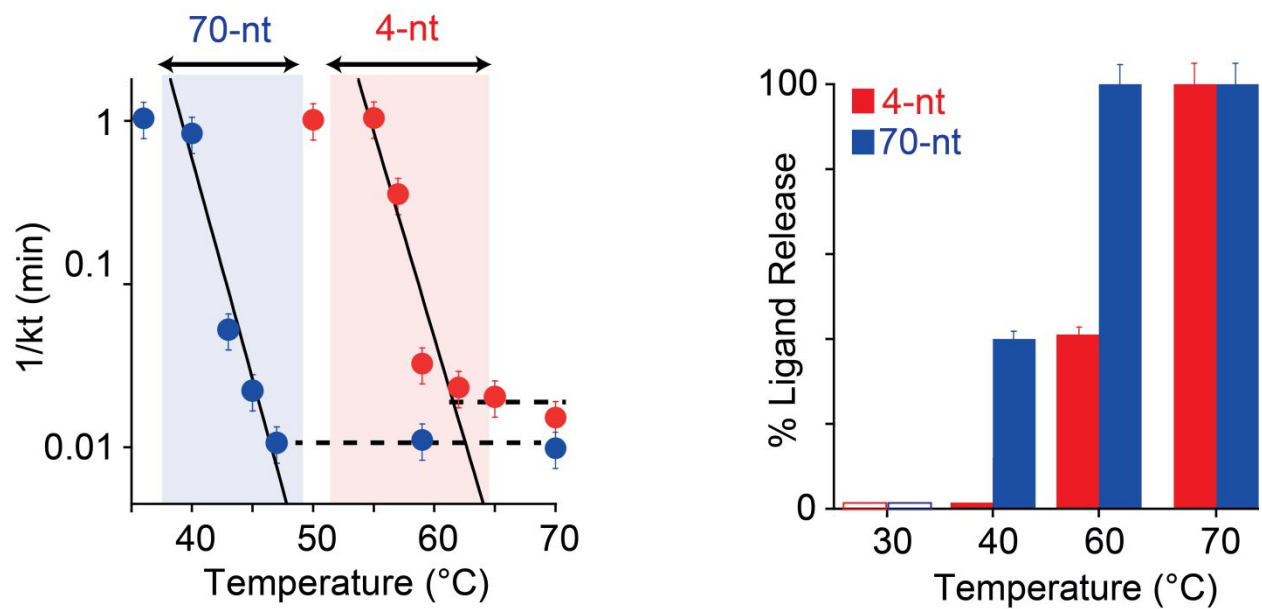 70-nt 4-nt
1
0.1
0.01
1/kt (min)
40 50 60 70
Temperature (°C)
100
0
% Ligand Release
4-nt
70-nt
30 40 60 70
Temperature (°C)